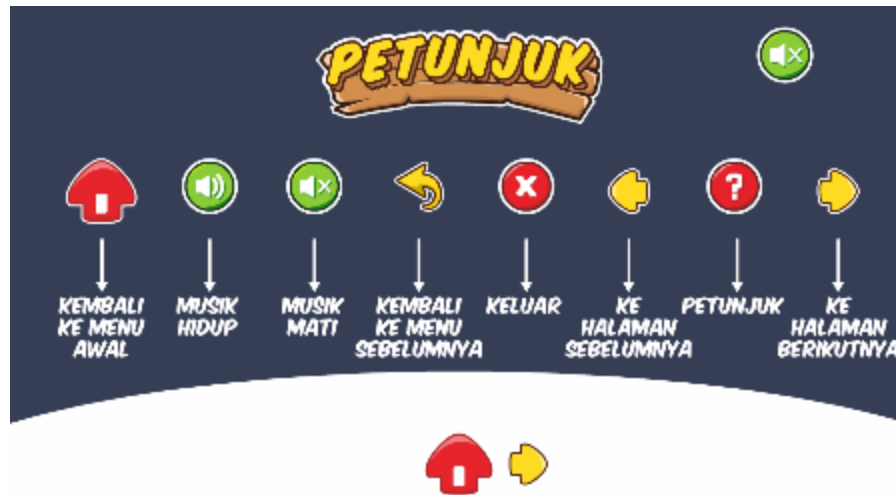 PETUNJUK
KEMBALI
KE MENU
AWAL
MUSIK
HIDUP
MUSIK
MATI
KEMBALI
KE MENU
SEBELUMNYA
KELUAR
KE
HALAMAN
SEBELUMNYA
PETUNJUK
KE
HALAMAN
BERIKUTNYA